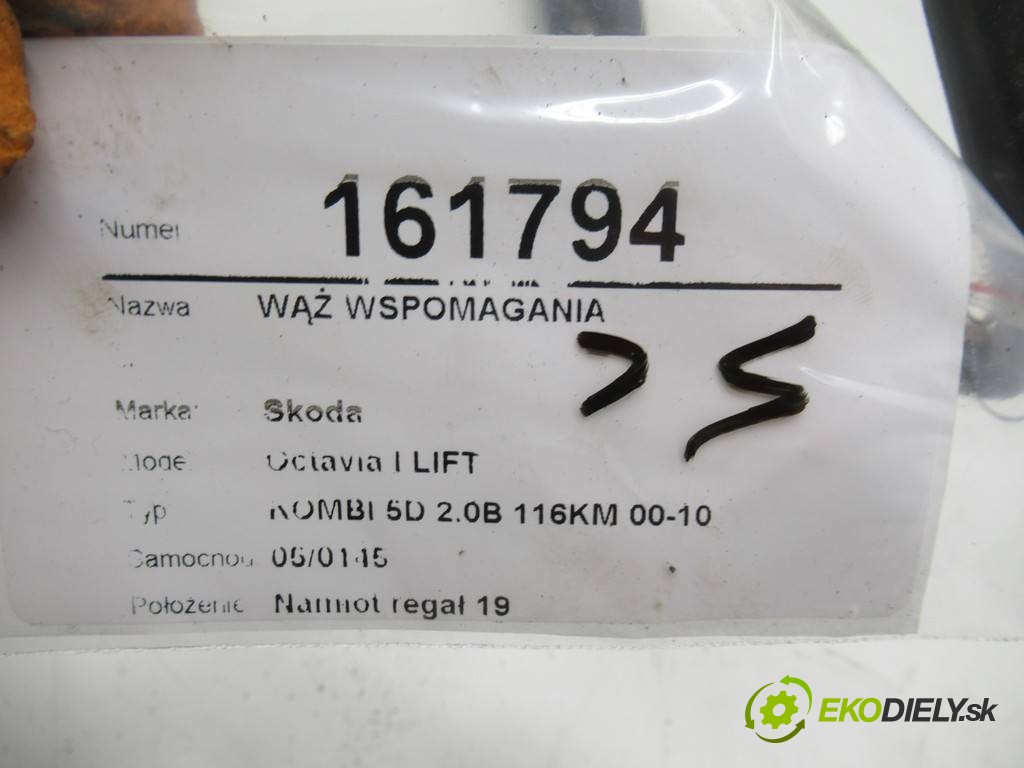 Numer 161794
Nazwa WĄŻ WSPOMAGANIA
Marka: Skoda
Model Octavia I LIFT
Typ KOMBI 5D 2.0B 116KM 00-10
Samochód 05/0145
Położenie Namiot regał 19
EKODIELY.sk